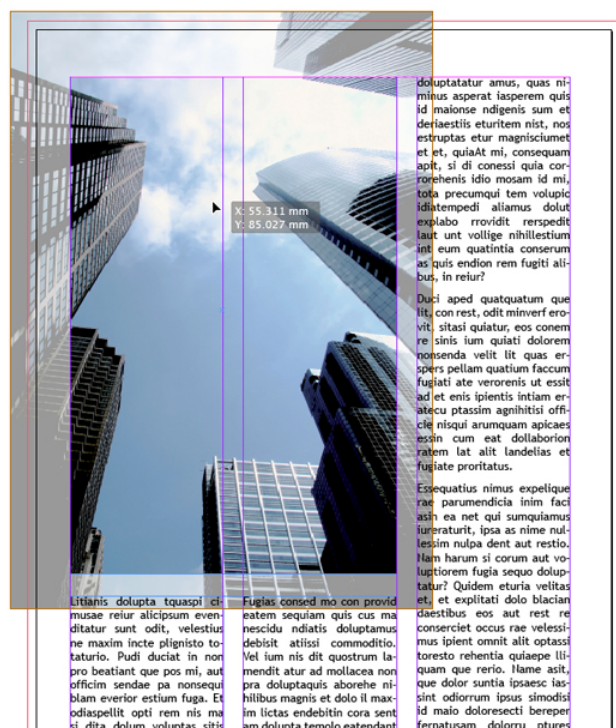 X: 55.311 mm
Y: 85.027 mm
Litianis dolupta tquaspi ci-
musae reiur alicipsum even-
ditatur sunt odit, velestius
ne maxim incte plignisto to-
taturio. Pudi duciat in non
pro beatiant que pos mi, aut
officim sendae pa nonsequi
blam everior estium fuga. Et
odiaspellit opti rem nis ma
si dita dolum voluptas sitis
Fugias consed mo con provid
eatem sequiam quis cus ma
nescidu ndiatis doluptamus
debisit atiissi commoditio.
Vel ium nis dit quostrum la-
mendit atur ad mollacea non
pra doluptaquis aborehe ni-
hilibus magnis et dolo il max-
im lictas endebitin cora sent
am dolupta tempelo eatendant
doluptatatur amus, quas ni-
minus asperat iasperem quis
id maionse ndigenis sum et
deriaestiis eturitem nist, nos
estruptas etur magnisciumet
et et, quiaAt mi, consequam
apit, si di conessi quia cor-
rorehenis idio mosam id mi,
tota precumqui tem volupic
idiatempedi aliamus dolut
explabo rrovidit rerspedit
laut unt vollige nihillestium
int eum quatintia conserum
as quis endion rem fugiti ali-
bus, in reiur?
Duci aped quatquatum que
lit, con rest, odit minverf ero-
vit, sitasi quiatur, eos conem
re sinis ium quiati dolorem
nonsenda velit lit quas er-
spers pellam quatium faccum
fugiati ate verorenis ut essit
ad et enis ipientis intiam er-
atecu ptassim agnihitisi offi-
cie nisqui arumquam apicaes
essin cum eat dollaborion
ratem lat alit landelias et
fugiate proritatus.
Essequatius nimus expelique
rae parumendicia inim faci
asin ea net qui sumquiamus
iureraturit, ipsa as nime nul-
lessim nulpa dent aut restio.
Nam harum si corum aut vo-
luptiorem fugia sequo dolup-
tatur? Quidem eturia velitas
et, et explitati dolo blacian
daestibus eos aut rest re
conserciet occus rae velessi-
mus ipient omnit alit optassi
toresto rehentia quiaepe lli-
quam que rerio. Name asit,
que dolor suntia ipsaesc ias-
sint odiorrum ipsus simodisi
id maio doloresecti bereper
fernatusam dolorru ptures